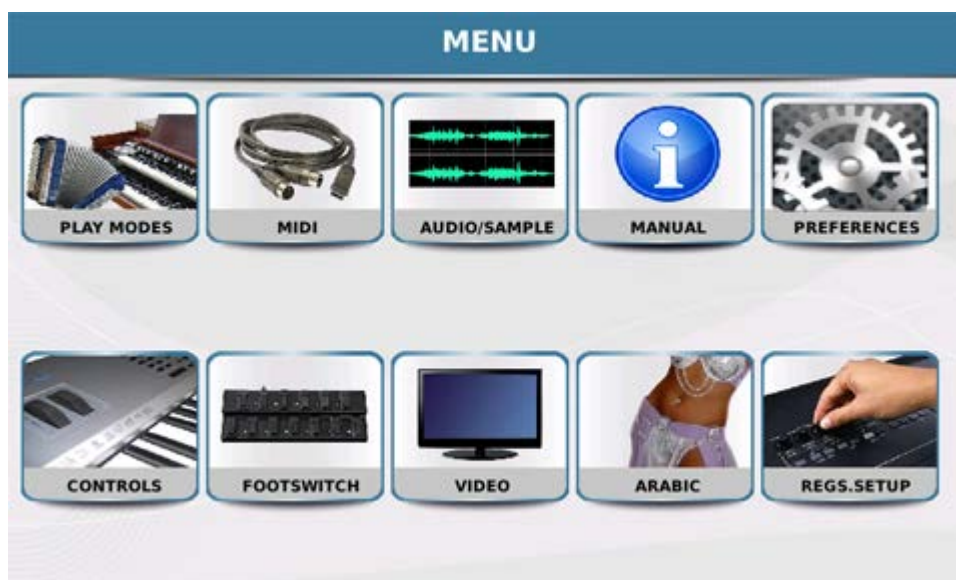 MENU
PLAY MODES
MIDI
AUDIO/SAMPLE
MANUAL
PREFERENCES
CONTROLS
FOOTSWITCH
VIDEO
ARABIC
REGS.SETUP